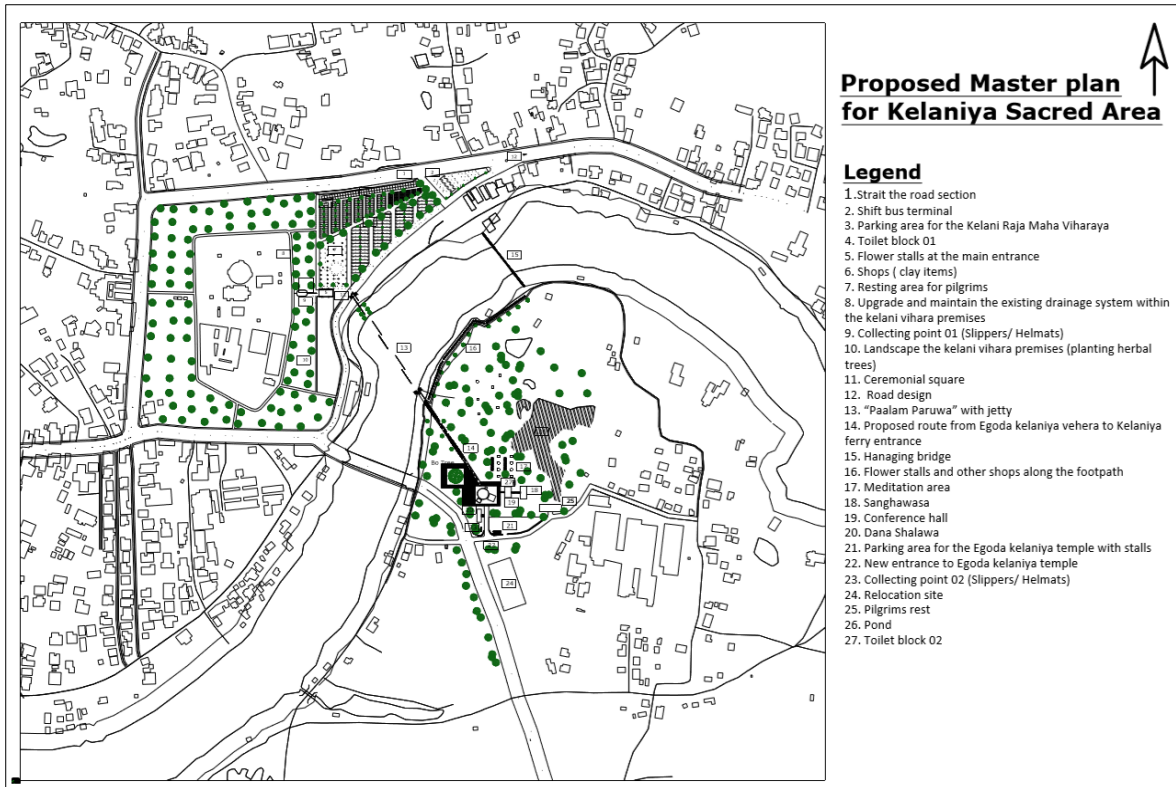 Proposed Master plan
for Kelaniya Sacred Area
Legend
1.Strait the road section
2. Shift bus terminal
3. Parking area for the Kelani Raja Maha Viharaya
4. Toilet block 01
5. Flower stalls at the main entrance
6. Shops ( clay items)
7. Resting area for pilgrims
8. Upgrade and maintain the existing drainage system within
the kelani vihara premises
9. Collecting point 01 (Slippers/ Helmats)
10. Landscape the kelani vihara premises (planting herbal
trees)
11. Ceremonial square
12. Road design
13. “Paalam Paruwa” with jetty
14. Proposed route from Egoda kelaniya vehera to Kelaniya
ferry entrance
15. Hanaging bridge
16. Flower stalls and other shops along the footpath
17. Meditation area
18. Sanghawasa
19. Conference hall
20. Dana Shalawa
21. Parking area for the Egoda kelaniya temple with stalls
22. New entrance to Egoda kelaniya temple
23. Collecting point 02 (Slippers/ Helmats)
24. Relocation site
25. Pilgrims rest
26. Pond
27. Toilet block 02
12
15
13
16
14
18
19
21
24
25